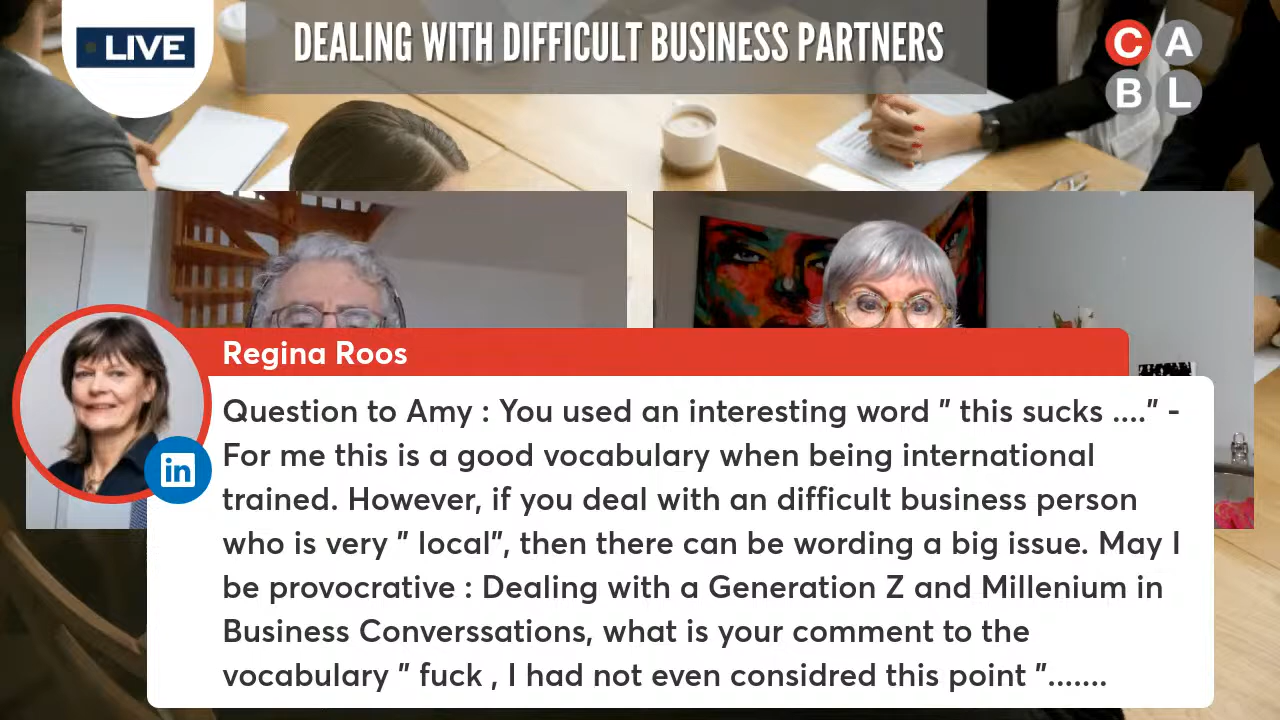 LIVE
DEALING WITH DIFFICULT BUSINESS PARTNERS
C A
B L
Regina Roos
Question to Amy : You used an interesting word " this sucks ...." -
For me this is a good vocabulary when being international
trained. However, if you deal with an difficult business person
who is very " local", then there can be wording a big issue. May I
be provocrative : Dealing with a Generation Z and Millenium in
Business Converssations, what is your comment to the
vocabulary " fuck , I had not even considred this point ".......
in